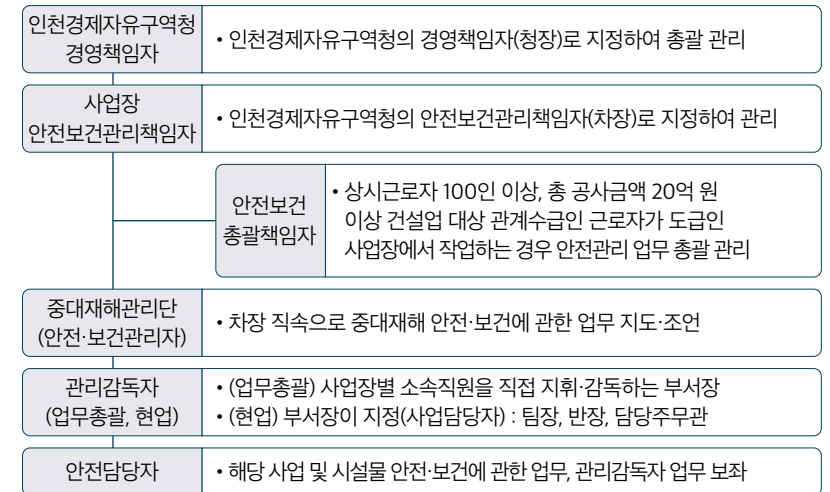 인천경제자유구역청
경영책임자
• 인천경제자유구역청의 경영책임자(청장)로 지정하여 총괄 관리
사업장
안전보건관리책임자
• 인천경제자유구역청의 안전보건관리책임자(차장)로 지정하여 관리
안전보건
총괄책임자
• 상시근로자 100인 이상, 총 공사금액 20억 원
이상 건설업 대상 관계수급인 근로자가 도급인
사업장에서 작업하는 경우 안전관리 업무 총괄 관리
중대재해관리단
(안전·보건관리자)
• 차장 직속으로 중대재해 안전·보건에 관한 업무 지도·조언
관리감독자
(업무총괄, 현업)
• (업무총괄) 사업장별 소속직원을 직접 지휘·감독하는 부서장
• (현업) 부서장이 지정(사업담당자) : 팀장, 반장, 담당주무관
안전담당자
• 해당 사업 및 시설물 안전·보건에 관한 업무, 관리감독자 업무 보좌